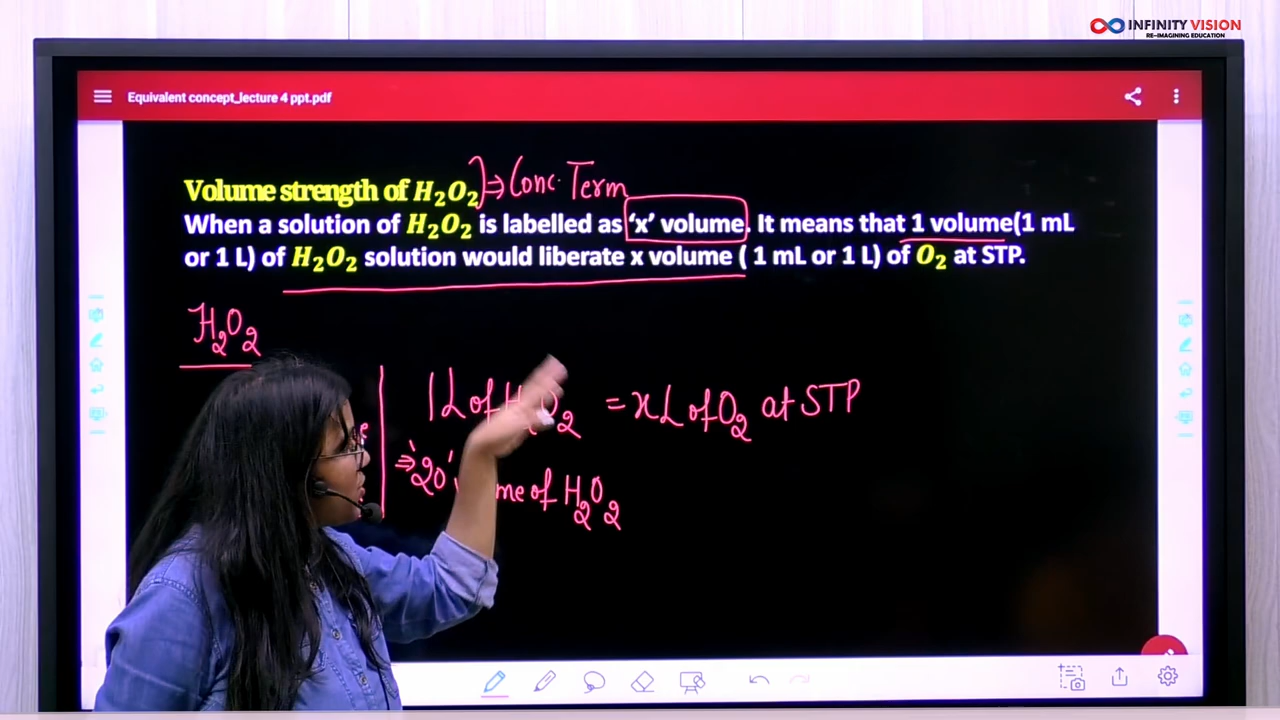 INFINITY VISION
RE-IMAGINING EDUCATION
Equivalent concept_lecture 4 ppt.pdf
Volume strength of H₂O₂ } ⇒ Conc. Term
When a solution of H₂O₂ is labelled as ‘x’ volume. It means that 1 volume(1 mL
or 1 L) of H₂O₂ solution would liberate x volume ( 1 mL or 1 L) of O₂ at STP.
H₂O₂
1L of H₂O₂ = xL of O₂ at STP
⇒ '20' of H₂O₂